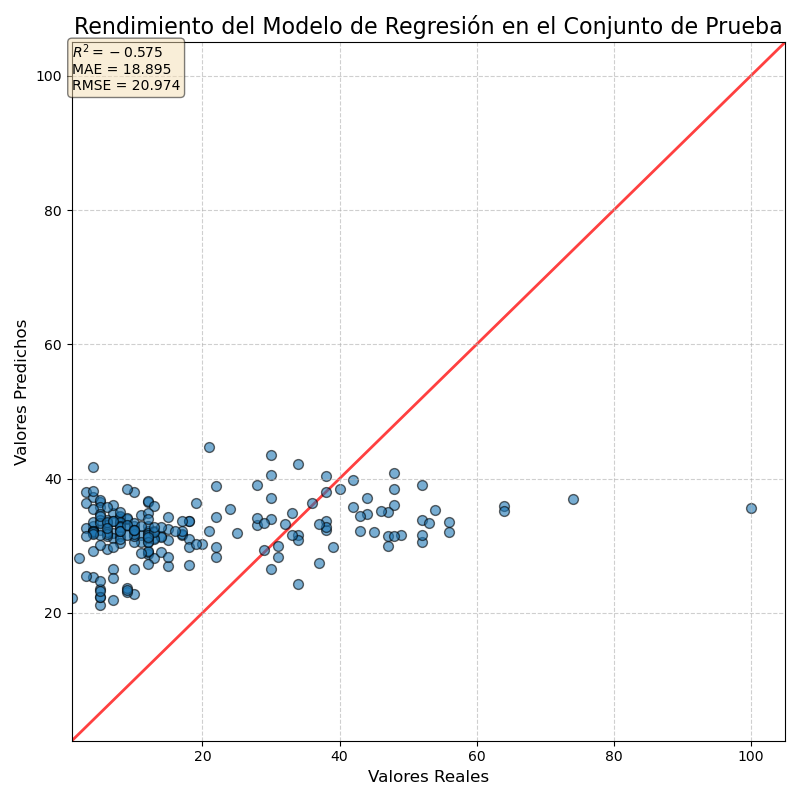 Rendimiento del Modelo de Regresión en el Conjunto de Prueba
R² = −0.575
MAE = 18.895
RMSE = 20.974
100
80
60
40
20
Valores Predichos
20 40 60 80 100
Valores Reales